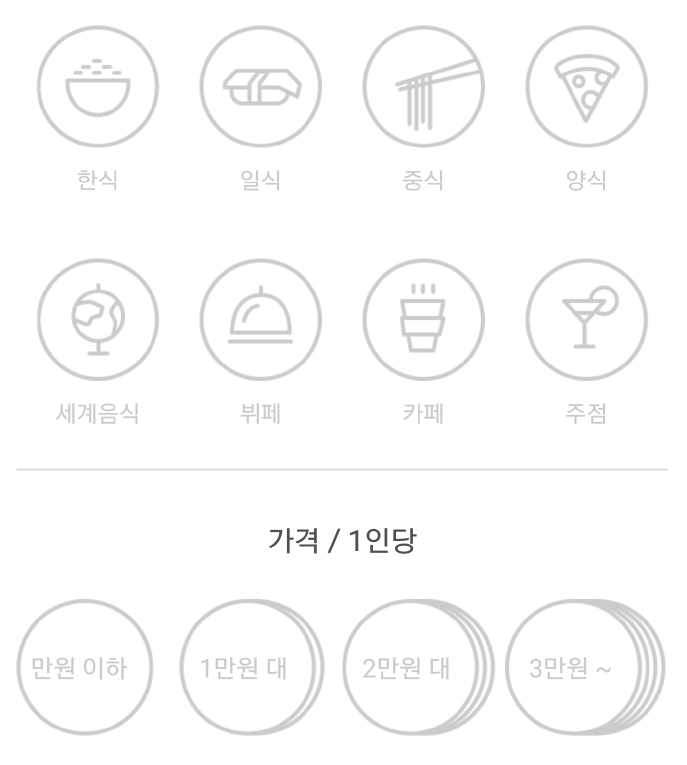 한식 일식 중식 양식
세계음식 뷔페 카페 주점
가격 / 1인당
만원 이하 1만원 대 2만원 대 3만원 ~